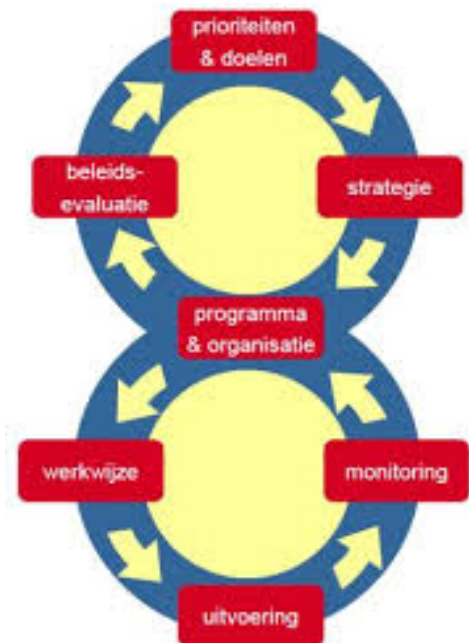 prioriteiten
& doelen
beleids-
evaluatie
strategie
programma
& organisatie
werkwijze
monitoring
uitvoering